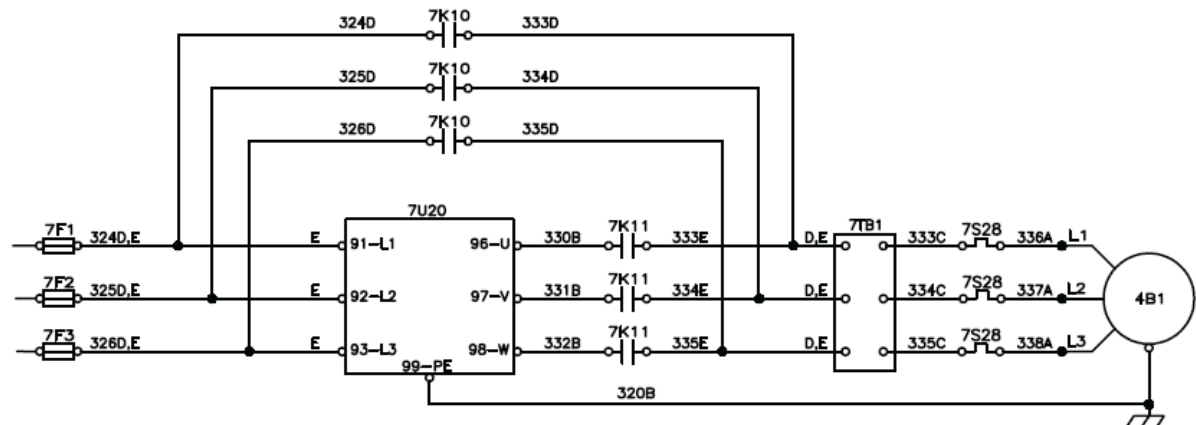 324D 7K10 333D
325D 7K10 334D
326D 7K10 335D
7U20
7F1 324D,E E 91-L1 96-U 330B 7K11 333E D,E 7TB1 333C 7S28 336A L1
7F2 325D,E E 92-L2 97-V 331B 7K11 334E D,E 334C 7S28 337A L2 4B1
7F3 326D,E E 93-L3 98-W 332B 7K11 335E D,E 335C 7S28 338A L3
99-PE
320B